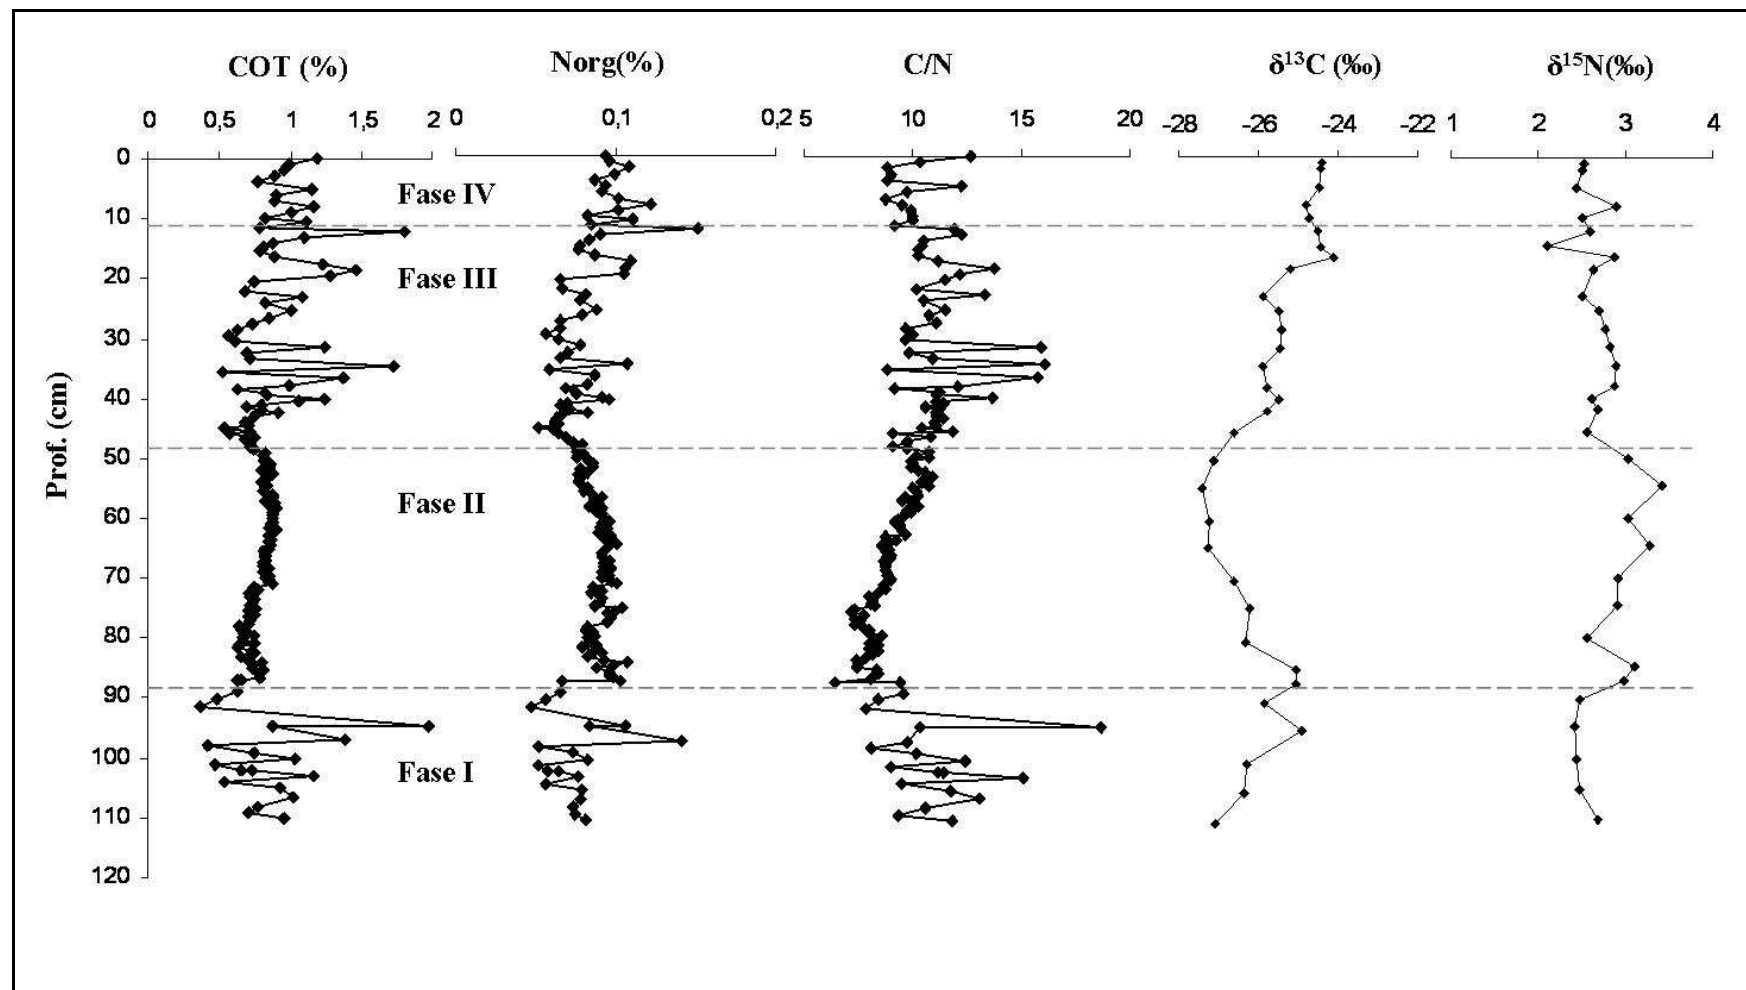 COT (%) Norg(%) C/N δ¹³C (‰) δ¹⁵N(‰)
0 0,5 1 1,5 2 0 0,1 0,2 5 10 15 20 -28 -26 -24 -22 1 2 3 4
0
Fase IV
10
20 Fase III
30
40
Prof. (cm)
50
Fase II
60
70
80
90
100
Fase I
110
120